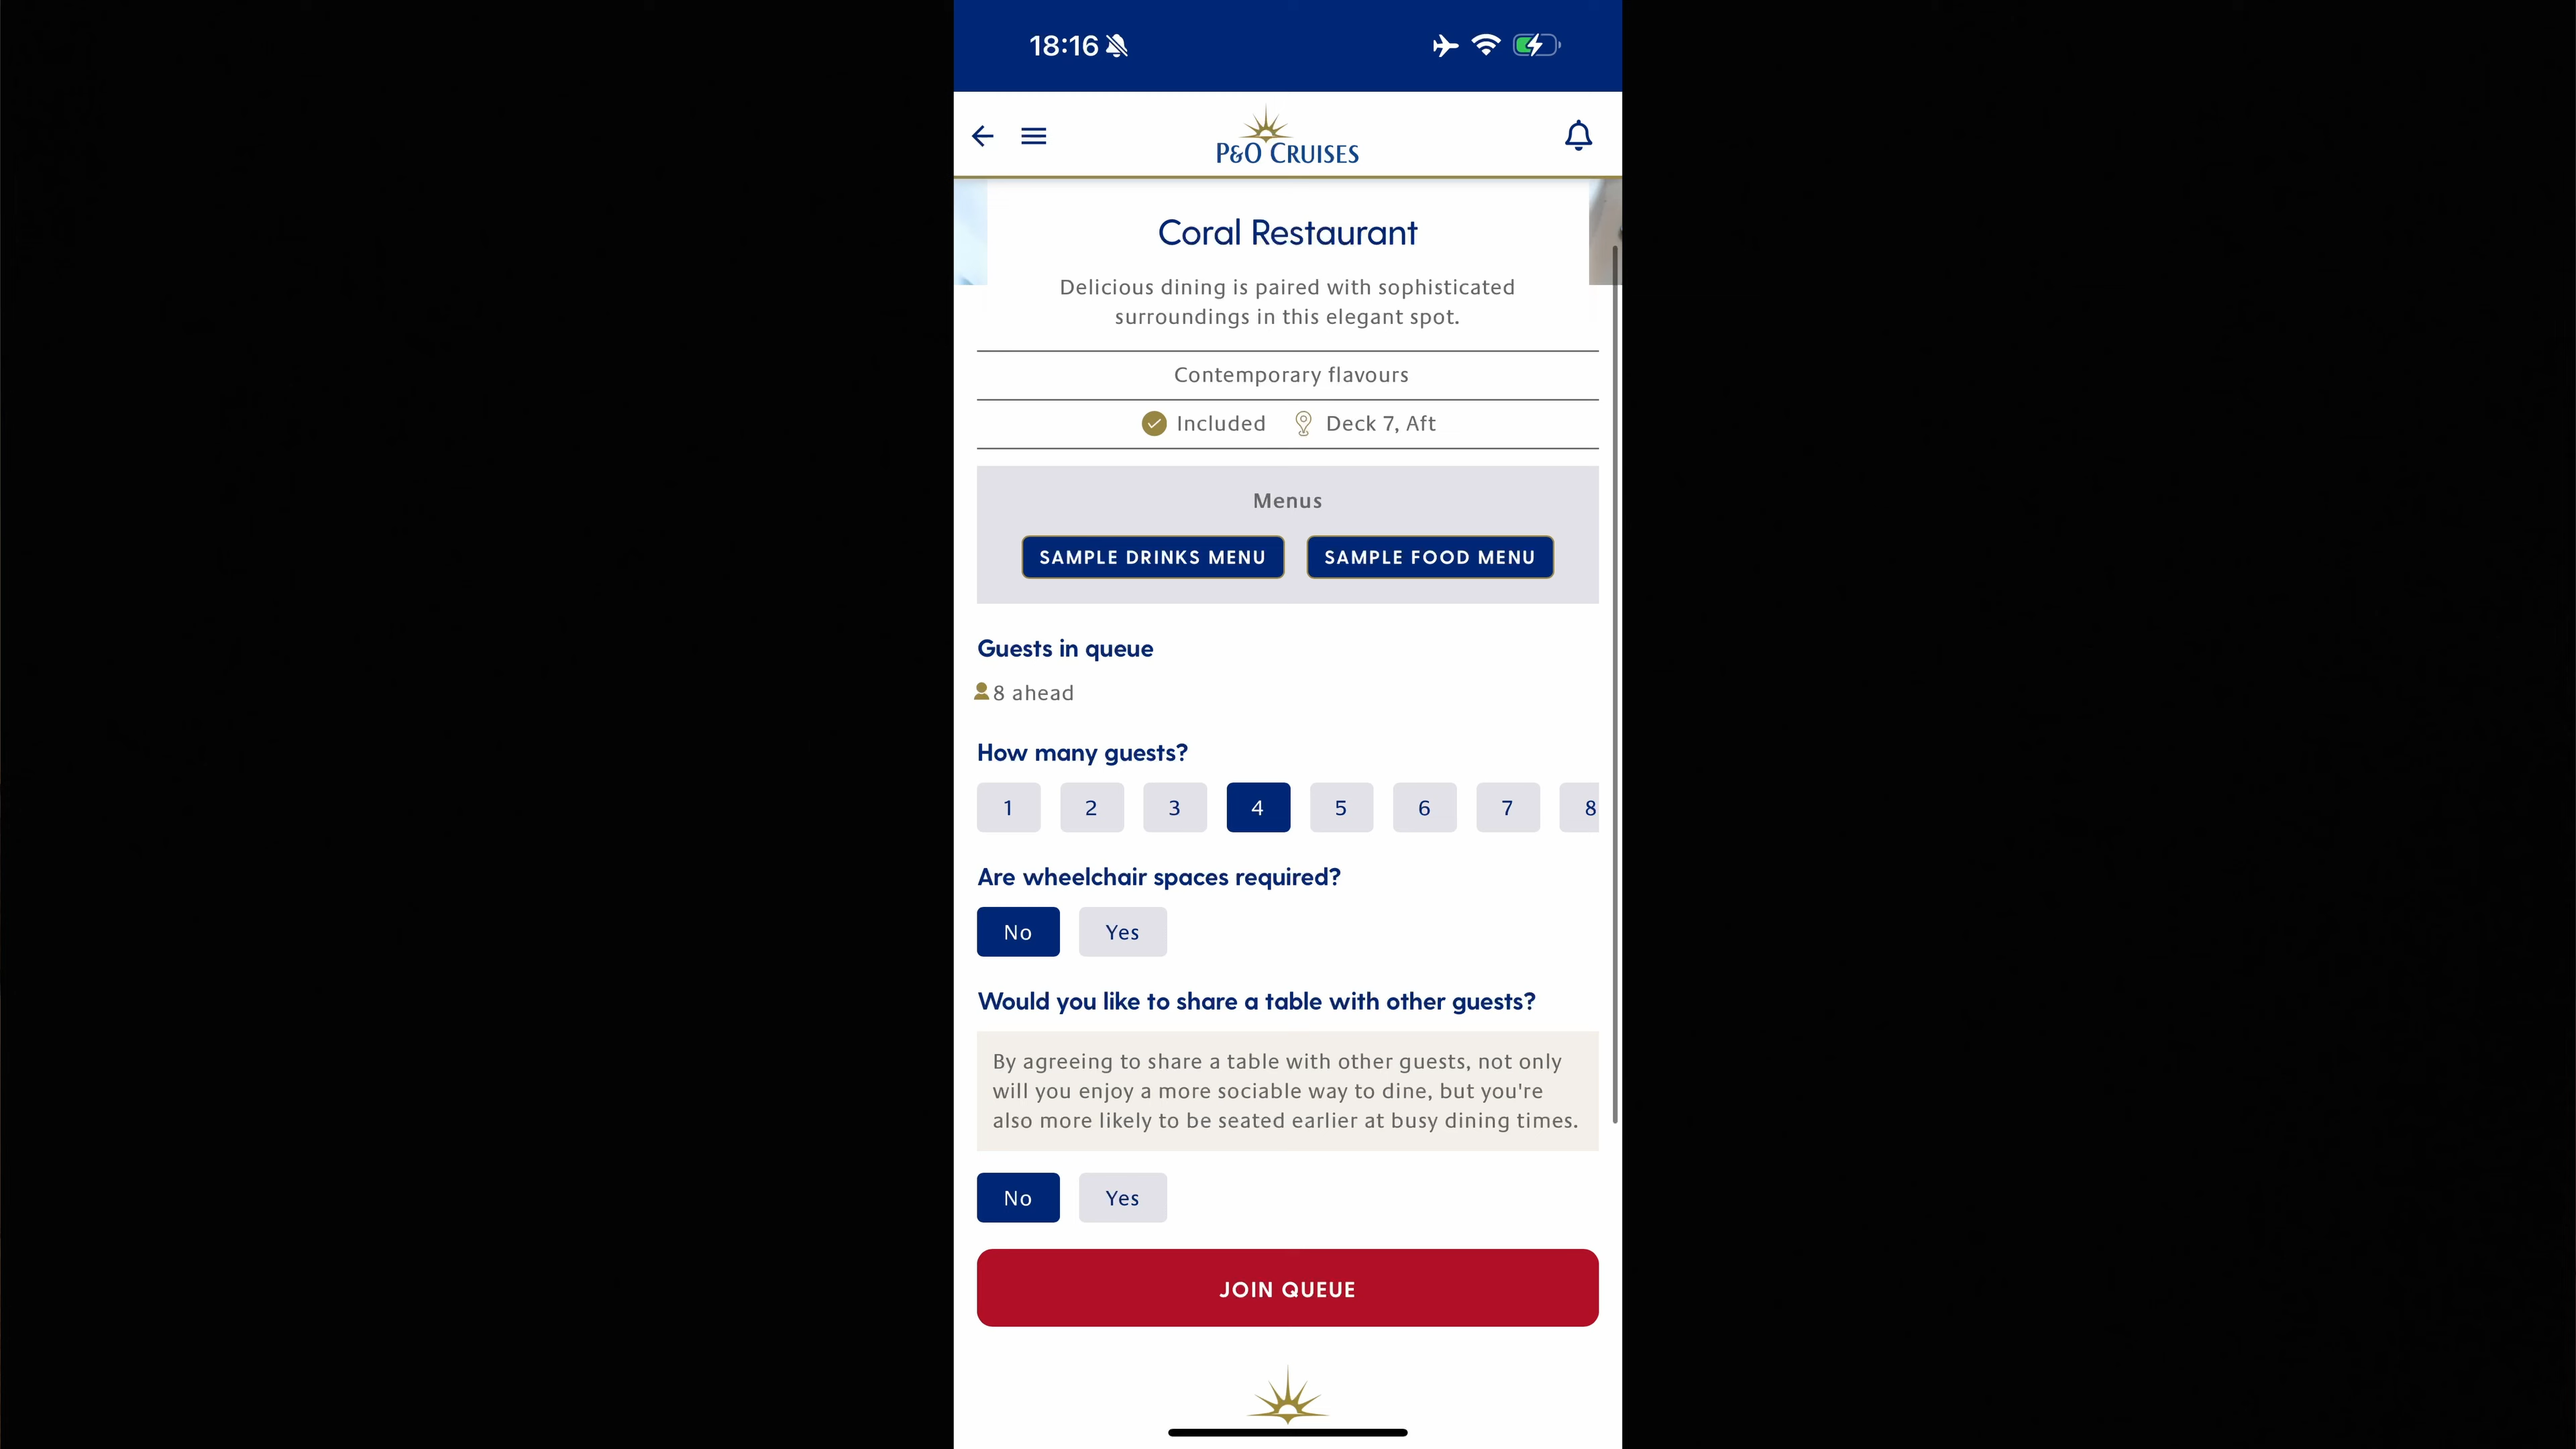 18:16
P&O CRUISES
Coral Restaurant
Delicious dining is paired with sophisticated
surroundings in this elegant spot.
Contemporary flavours
Included Deck 7, Aft
Menus
SAMPLE DRINKS MENU SAMPLE FOOD MENU
Guests in queue
8 ahead
How many guests?
1 2 3 4 5 6 7 8
Are wheelchair spaces required?
No Yes
Would you like to share a table with other guests?
By agreeing to share a table with other guests, not only
will you enjoy a more sociable way to dine, but you're
also more likely to be seated earlier at busy dining times.
No Yes
JOIN QUEUE